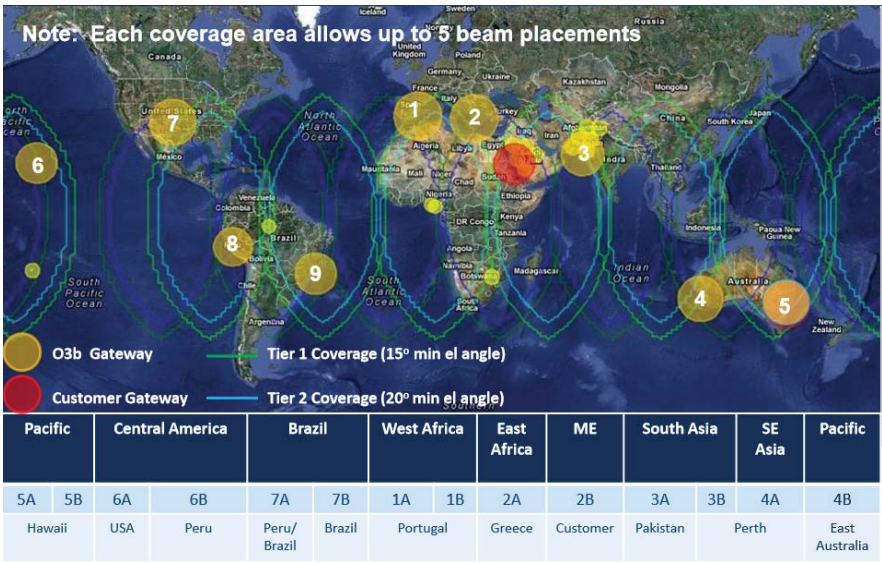 Note: Each coverage area allows up to 5 beam placements
Iceland
Sweden
Russia
Canada
United
Kingdom
Poland
Germany
Ukraine
Kazakhstan
Mongolia
France
Italy
North
Atlantic
Ocean
United States
1
2
Turkey
Iraq
Iran
Afghanistan
China
Japan
South Korea
7
6
Mexico
Algeria
Libya
Egypt
3
India
Thailand
Mauritania
Mali
Niger
Chad
Sudan
Nigeria
Ethiopia
Venezuela
Colombia
DR Congo
Kenya
Tanzania
Indonesia
Papua New
Guinea
8
Brazil
Bolivia
9
Angola
Namibia
Botswana
Madagascar
South
Pacific
Ocean
Chile
South
Atlantic
Ocean
Indian
Ocean
4
Australia
5
South
Africa
Argentina
New
Zealand
O3b Gateway
Tier 1 Coverage (15° min el angle)
Customer Gateway
Tier 2 Coverage (20° min el angle)
Southern
Pacific Central America Brazil West Africa East Africa ME South Asia SE Asia Pacific
5A 5B 6A 6B 7A 7B 1A 1B 2A 2B 3A 3B 4A 4B
Hawaii USA Peru Peru/ Brazil Brazil Portugal Greece Customer Pakistan Perth East Australia